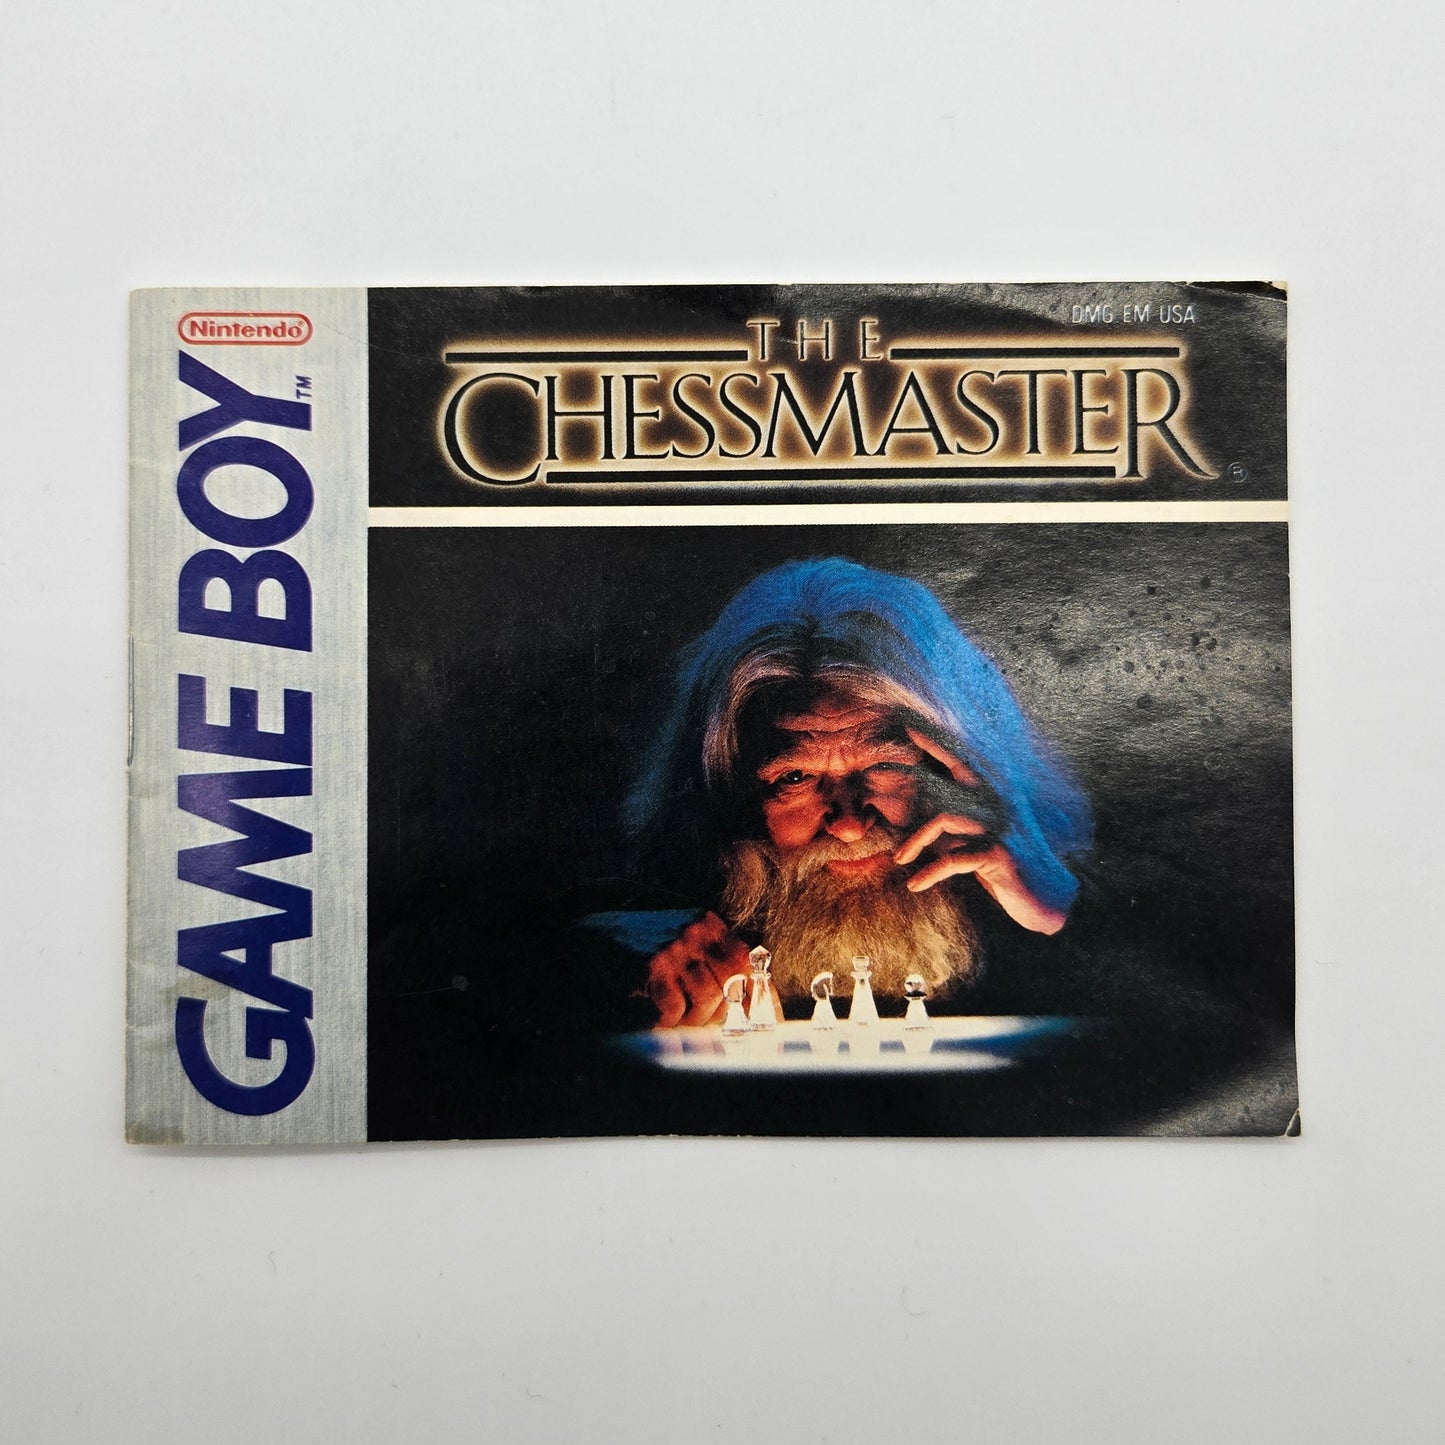 Nintendo®
GAME BOY™
DMG EM USA
THE
CHESSMASTER®